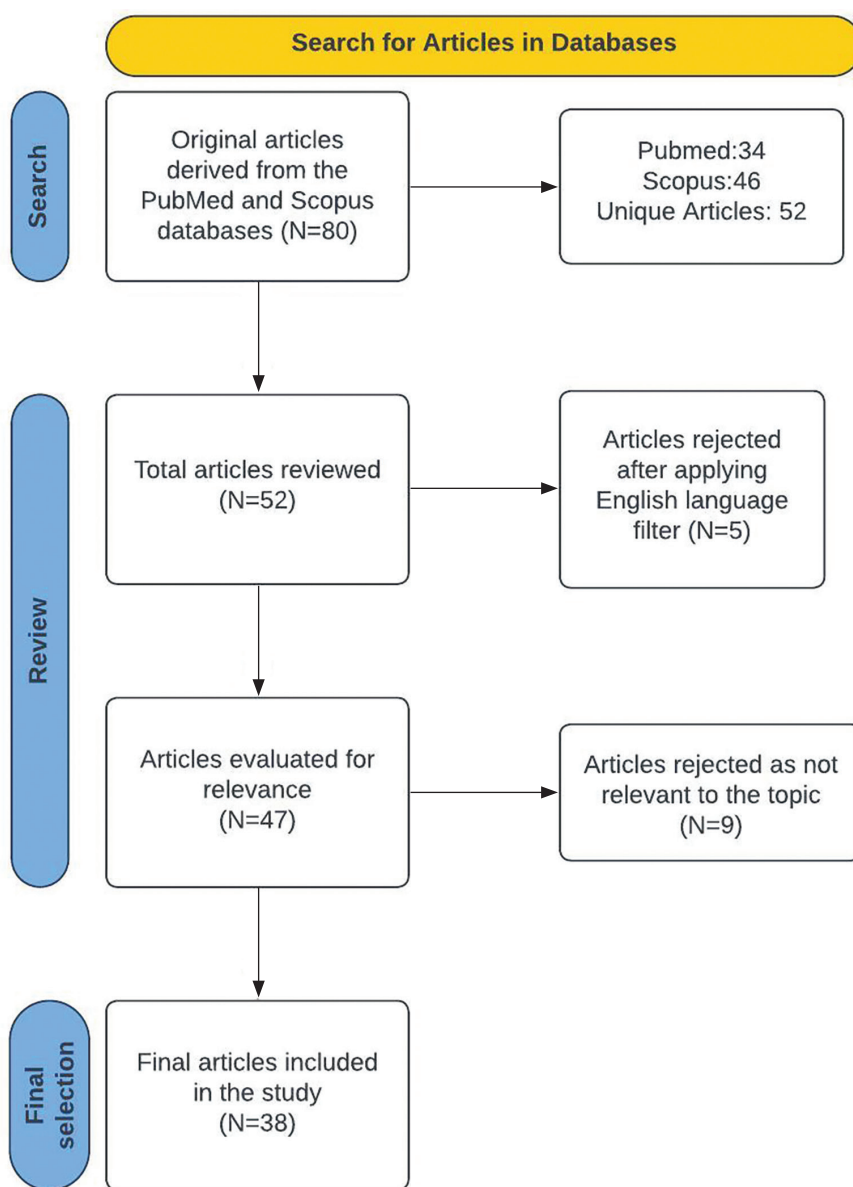 Search for Articles in Databases
Search
Original articles
derived from the
PubMed and Scopus
databases (N=80)
Pubmed:34
Scopus:46
Unique Articles: 52
Review
Total articles reviewed
(N=52)
Articles rejected
after applying
English language
filter (N=5)
Articles evaluated for
relevance
(N=47)
Articles rejected as not
relevant to the topic
(N=9)
Final
selection
Final articles included
in the study
(N=38)